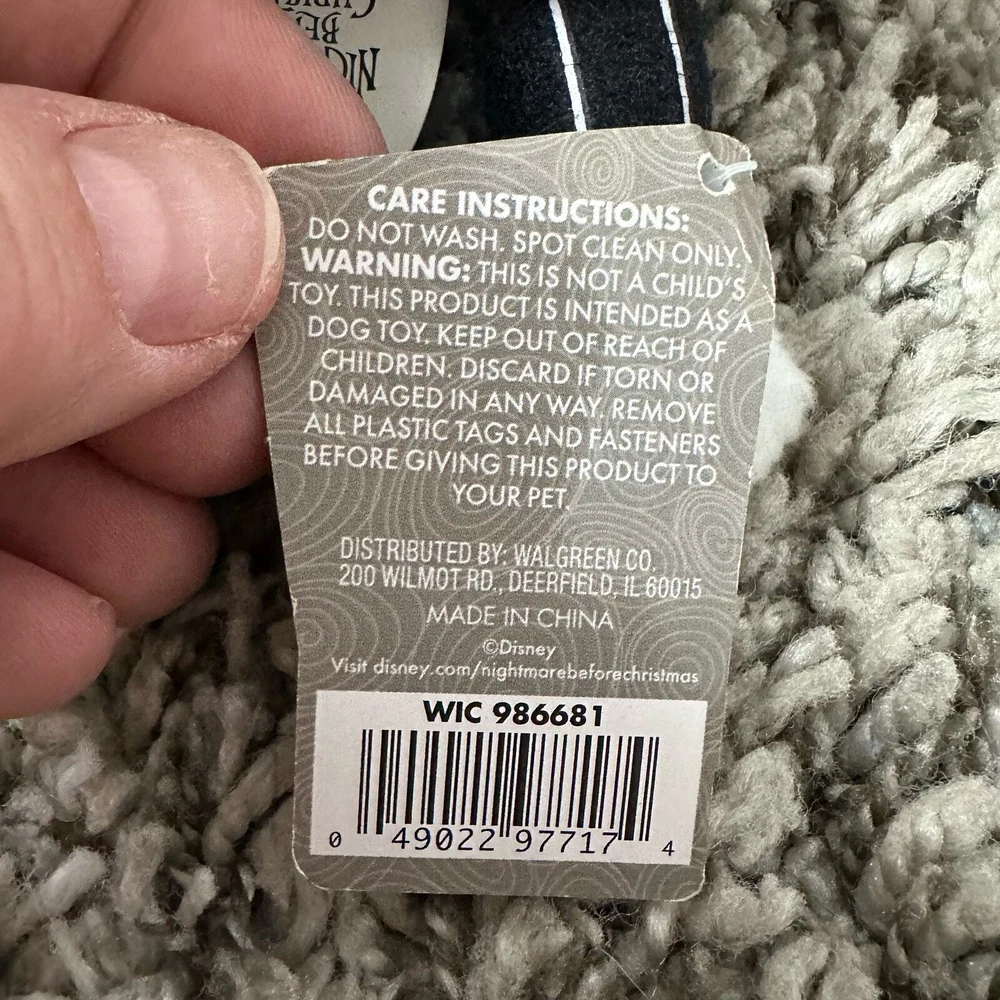 CARE INSTRUCTIONS:
DO NOT WASH. SPOT CLEAN ONLY.
WARNING: THIS IS NOT A CHILD'S
TOY. THIS PRODUCT IS INTENDED AS A
DOG TOY. KEEP OUT OF REACH OF
CHILDREN. DISCARD IF TORN OR
DAMAGED IN ANY WAY. REMOVE
ALL PLASTIC TAGS AND FASTENERS
BEFORE GIVING THIS PRODUCT TO
YOUR PET.
DISTRIBUTED BY: WALGREEN CO.
200 WILMOT RD., DEERFIELD, IL 60015
MADE IN CHINA
©Disney
Visit disney.com/nightmarebeforechristmas
WIC 986681
0 49022 97717 4